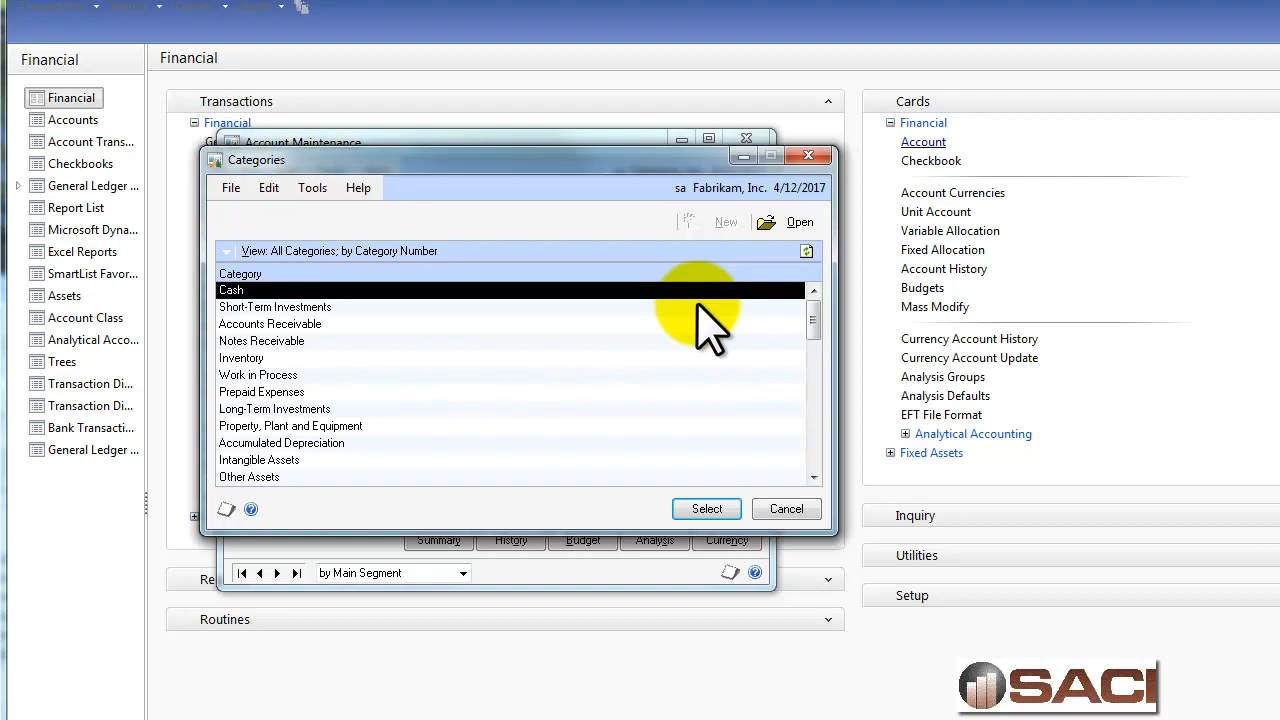 Financial
Financial
Financial
Accounts
Account Trans...
Checkbooks
General Ledger ...
Report List
Microsoft Dyna...
Excel Reports
SmartList Favor...
Assets
Account Class
Analytical Acco...
Trees
Transaction Di...
Transaction Di...
Bank Transacti...
General Ledger ...
Transactions
Financial
Account Maintenance
Categories
File Edit Tools Help
sa Fabrikam, Inc. 4/12/2017
New Open
View: All Categories; by Category Number
Category
Cash
Short-Term Investments
Accounts Receivable
Notes Receivable
Inventory
Work in Process
Prepaid Expenses
Long-Term Investments
Property, Plant and Equipment
Accumulated Depreciation
Intangible Assets
Other Assets
Select Cancel
Summary History Budget Analysis Currency
by Main Segment
Re
Routines
Cards
Financial
Account
Checkbook
Account Currencies
Unit Account
Variable Allocation
Fixed Allocation
Account History
Budgets
Mass Modify
Currency Account History
Currency Account Update
Analysis Groups
Analysis Defaults
EFT File Format
Analytical Accounting
Fixed Assets
Inquiry
Utilities
Setup
SACI